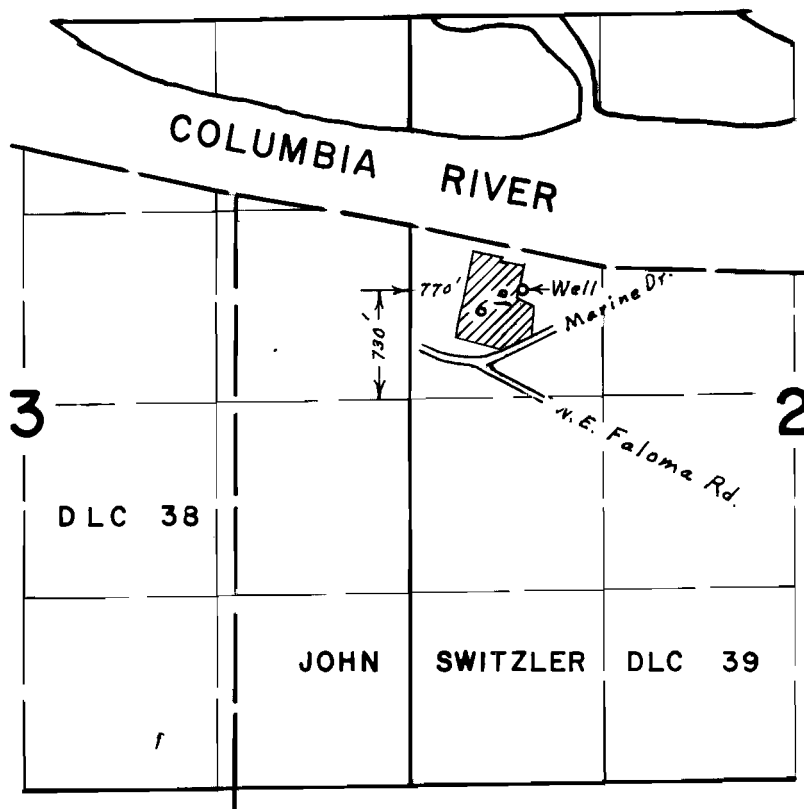 COLUMBIA RIVER
770'
Well
6
Marine Dr.
730'
3
2
N.E. Faloma Rd.
DLC 38
JOHN SWITZLER DLC 39